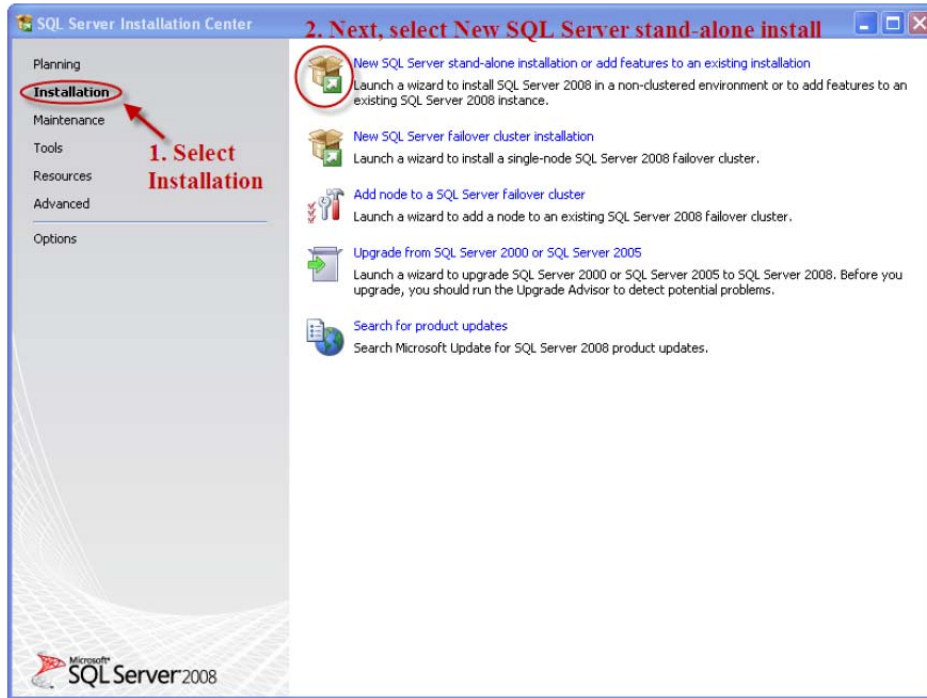 SQL Server Installation Center
2. Next, select New SQL Server stand-alone install
Planning
Installation
Maintenance
Tools
Resources
Advanced
Options
1. Select
Installation
New SQL Server stand-alone installation or add features to an existing installation
Launch a wizard to install SQL Server 2008 in a non-clustered environment or to add features to an
existing SQL Server 2008 instance.
New SQL Server failover cluster installation
Launch a wizard to install a single-node SQL Server 2008 failover cluster.
Add node to a SQL Server failover cluster
Launch a wizard to add a node to an existing SQL Server 2008 failover cluster.
Upgrade from SQL Server 2000 or SQL Server 2005
Launch a wizard to upgrade SQL Server 2000 or SQL Server 2005 to SQL Server 2008. Before you
upgrade, you should run the Upgrade Advisor to detect potential problems.
Search for product updates
Search Microsoft Update for SQL Server 2008 product updates.
Microsoft
SQL Server 2008